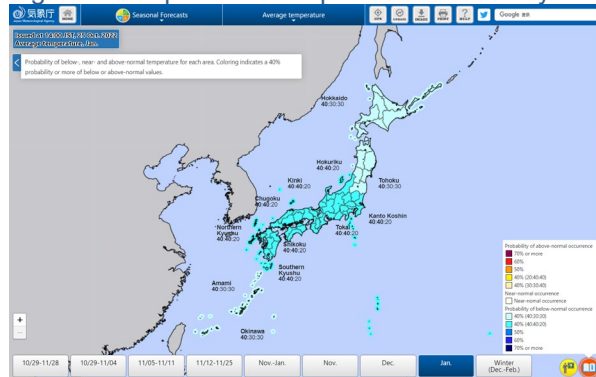 気象庁
HOME
Seasonal Forecasts
Average temperature
PRINT
HELP
Google
Issued at 14:00 JST, 25 Oct. 2022
Average temperature, Jan.
Probability of below-, near- and above-normal temperature for each area. Coloring indicates a 40%
probability or more of below or above-normal values.
Hokkaido
40:30:30
Hokuriku
40:40:20
Tohoku
40:30:30
Kinki
40:40:20
Chugoku
40:40:20
Kanto Koshin
40:40:20
Northern
Kyushu
40:40:20
Tokai
40:40:20
Shikoku
40:40:20
Southern
Kyushu
40:40:20
Amami
40:30:30
Okinawa
40:30:30
Probability of above-normal occurrence
70% or more
60%
50%
40% (20:40:40)
40% (30:30:40)
Near-normal occurrence
Near-normal occurrence
Probability of below-normal occurrence
40% (40:30:30)
40% (40:40:20)
50%
60%
70% or more
+
10/29-11/28
10/29-11/04
11/05-11/11
11/12-11/25
Nov.-Jan.
Nov.
Dec.
Jan.
Winter
(Dec.-Feb.)